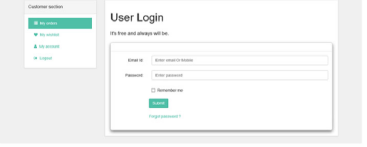 Customer section
My orders
My wishlist
My account
Logout
User Login
It's free and always will be.
Email Id
Enter email or Mobile
Password
Enter password
Remember me
Submit
Forgot password ?